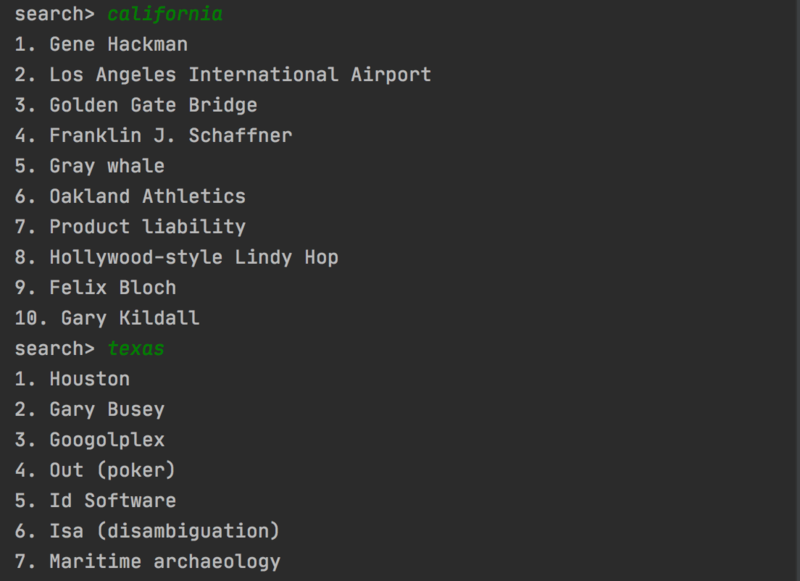 search> california
1. Gene Hackman
2. Los Angeles International Airport
3. Golden Gate Bridge
4. Franklin J. Schaffner
5. Gray whale
6. Oakland Athletics
7. Product liability
8. Hollywood-style Lindy Hop
9. Felix Bloch
10. Gary Kildall
search> texas
1. Houston
2. Gary Busey
3. Googolplex
4. Out (poker)
5. Id Software
6. Isa (disambiguation)
7. Maritime archaeology